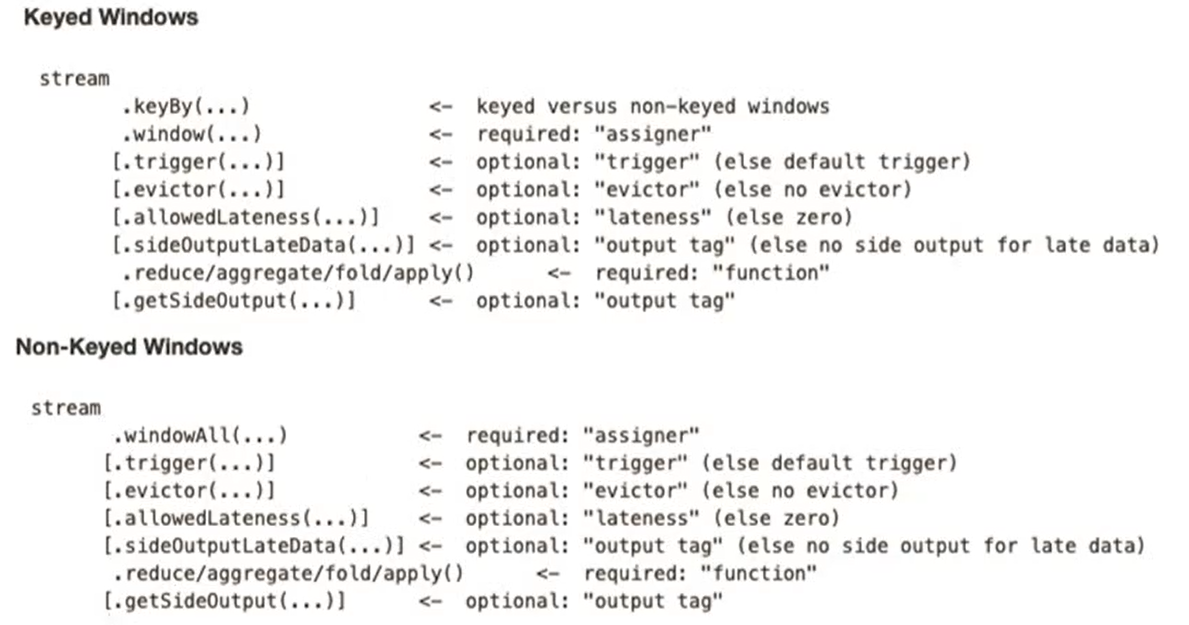 Keyed Windows
stream
.keyBy(...) <- keyed versus non-keyed windows
.window(...) <- required: "assigner"
[.trigger(...)] <- optional: "trigger" (else default trigger)
[.evictor(...)] <- optional: "evictor" (else no evictor)
[.allowedLateness(...)] <- optional: "lateness" (else zero)
[.sideOutputLateData(...)] <- optional: "output tag" (else no side output for late data)
.reduce/aggregate/fold/apply() <- required: "function"
[.getSideOutput(...)] <- optional: "output tag"
Non-Keyed Windows
stream
.windowAll(...) <- required: "assigner"
[.trigger(...)] <- optional: "trigger" (else default trigger)
[.evictor(...)] <- optional: "evictor" (else no evictor)
[.allowedLateness(...)] <- optional: "lateness" (else zero)
[.sideOutputLateData(...)] <- optional: "output tag" (else no side output for late data)
.reduce/aggregate/fold/apply() <- required: "function"
[.getSideOutput(...)] <- optional: "output tag"